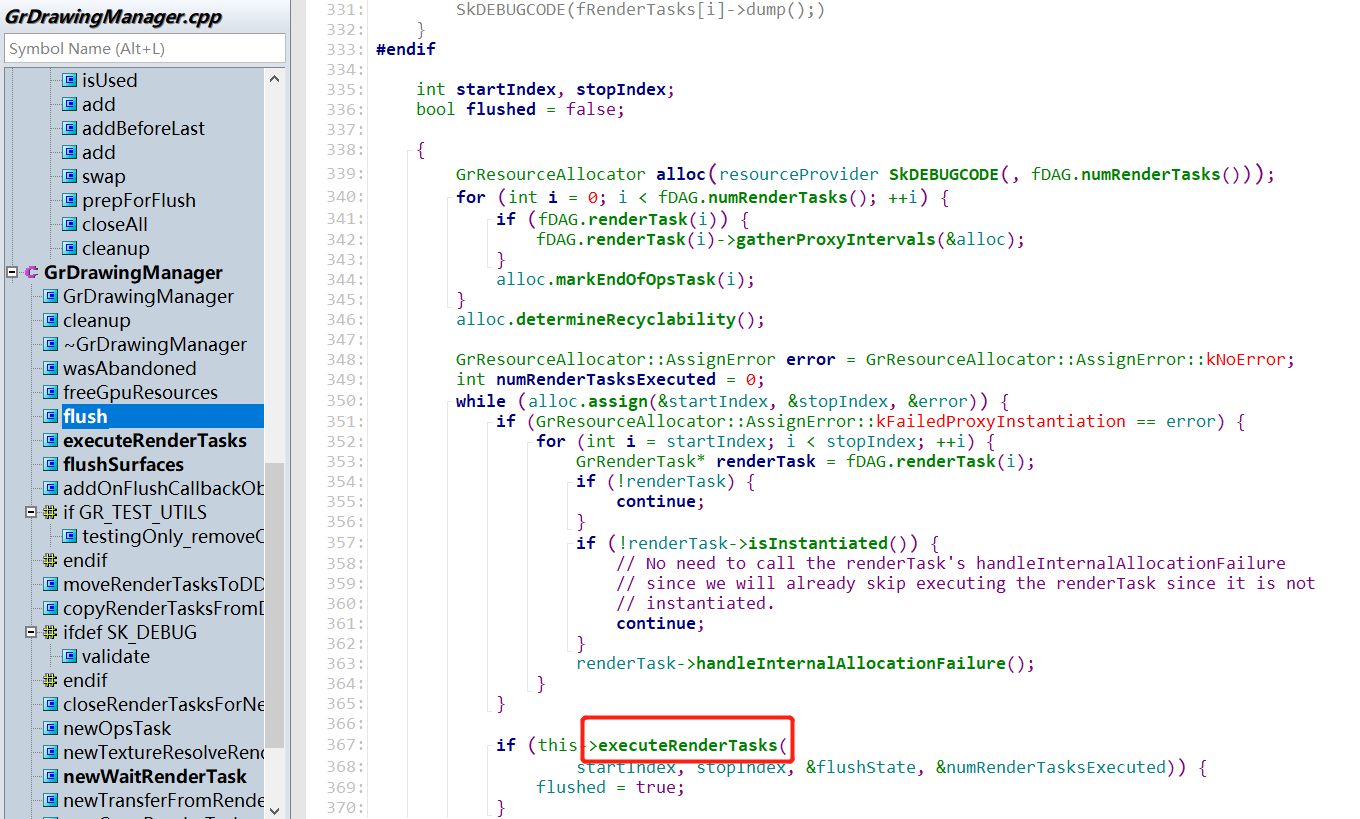 GrDrawingManager.cpp
Symbol Name (Alt+L)
isUsed
add
addBeforeLast
add
swap
prepForFlush
closeAll
cleanup
GrDrawingManager
GrDrawingManager
cleanup
~GrDrawingManager
wasAbandoned
freeGpuResources
flush
executeRenderTasks
flushSurfaces
addOnFlushCallbackOb
if GR_TEST_UTILS
testingOnly_removeO
endif
moveRenderTasksToDD
copyRenderTasksFromD
ifdef SK_DEBUG
validate
endif
closeRenderTasksForNe
newOpsTask
newTextureResolveRend
newWaitRenderTask
newTransferFromRende
331: SkDEBUGCODE(fRenderTasks[i]->dump();)
332: }
333: #endif
334:
335: int startIndex, stopIndex;
336: bool flushed = false;
337:
338: {
339: GrResourceAllocator alloc(resourceProvider SkDEBUGCODE(, fDAG.numRenderTasks()));
340: for (int i = 0; i < fDAG.numRenderTasks(); ++i) {
341: if (fDAG.renderTask(i)) {
342: fDAG.renderTask(i)->gatherProxyIntervals(&alloc);
343: }
344: alloc.markEndOfOpsTask(i);
345: }
346: alloc.determineRecyclability();
347:
348: GrResourceAllocator::AssignError error = GrResourceAllocator::AssignError::kNoError;
349: int numRenderTasksExecuted = 0;
350: while (alloc.assign(&startIndex, &stopIndex, &error)) {
351: if (GrResourceAllocator::AssignError::kFailedProxyInstantiation == error) {
352: for (int i = startIndex; i < stopIndex; ++i) {
353: GrRenderTask* renderTask = fDAG.renderTask(i);
354: if (!renderTask) {
355: continue;
356: }
357: if (!renderTask->isInstantiated()) {
358: // No need to call the renderTask's handleInternalAllocationFailure
359: // since we will already skip executing the renderTask since it is not
360: // instantiated.
361: continue;
362: }
363: renderTask->handleInternalAllocationFailure();
364: }
365: }
366:
367: if (this->executeRenderTasks(
368: startIndex, stopIndex, &flushState, &numRenderTasksExecuted)) {
369: flushed = true;
370: }